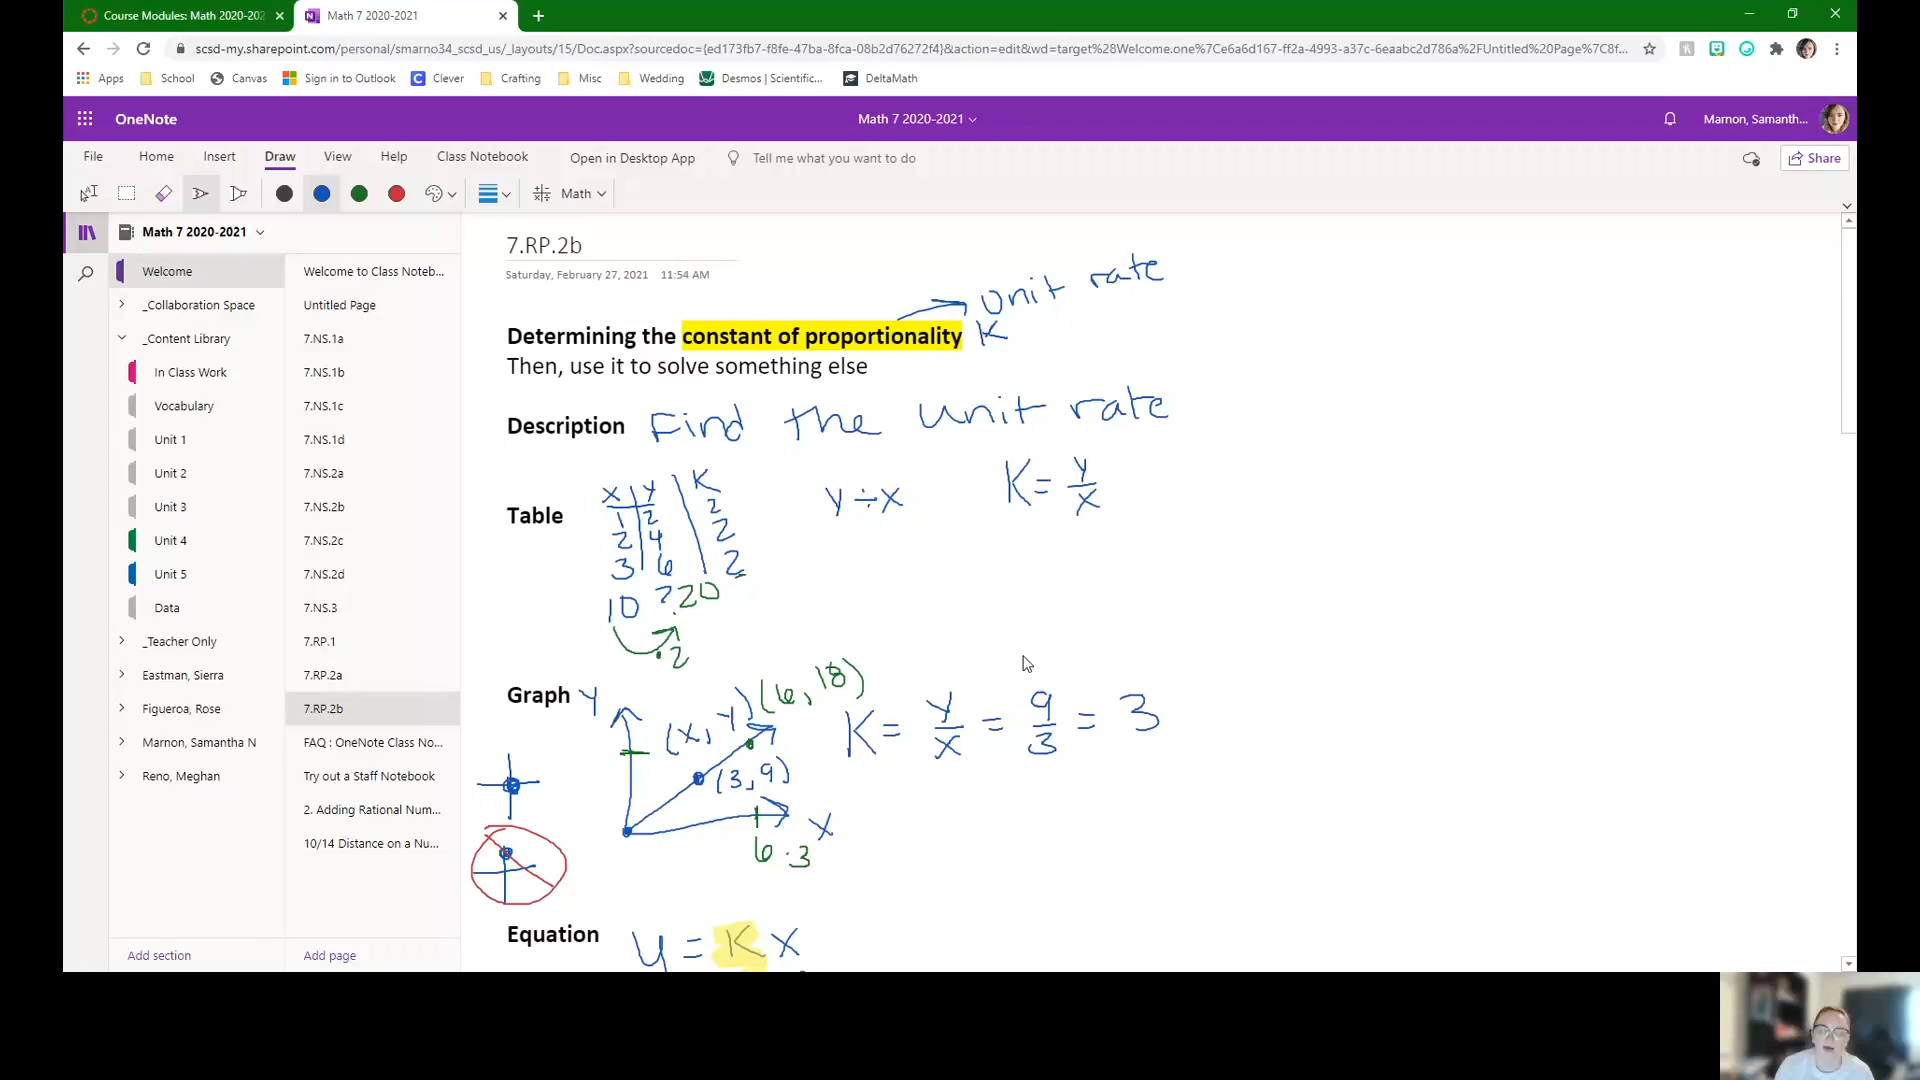 Course Modules: Math 2020-202
Math 7 2020-2021
scsd-my.sharepoint.com/personal/smarno34_scsd_us/_layouts/15/Doc.aspx?sourcedoc={ed173fb7-f8fe-47ba-8fca-08b2d76272f4}&action=edit&wd=target%28Welcome.one%7Ce6a6d167-ff2a-4993-a37c-6eaabc2d786a%2FUntitled%20Page%7C8f...
Apps School Canvas Sign in to Outlook Clever Crafting Misc Wedding Desmos | Scientific... DeltaMath
OneNote
Math 7 2020-2021
Marnon, Samanth...
File Home Insert Draw View Help Class Notebook Open in Desktop App Tell me what you want to do
Share
Math
Math 7 2020-2021
Welcome
_Collaboration Space
_Content Library
In Class Work
Vocabulary
Unit 1
Unit 2
Unit 3
Unit 4
Unit 5
Data
_Teacher Only
Eastman, Sierra
Figueroa, Rose
Marnon, Samantha N
Reno, Meghan
Add section
Welcome to Class Noteb...
Untitled Page
7.NS.1a
7.NS.1b
7.NS.1c
7.NS.1d
7.NS.2a
7.NS.2b
7.NS.2c
7.NS.2d
7.NS.3
7.RP.1
7.RP.2a
7.RP.2b
FAQ : OneNote Class No...
Try out a Staff Notebook
2. Adding Rational Num...
10/14 Distance on a Nu...
Add page
7.RP.2b
Saturday, February 27, 2021 11:54 AM
unit rate
Determining the constant of proportionality K
Then, use it to solve something else
Description Find the unit rate
Table
X Y K
1 2 2
2 4 2
3 6 2
10 ? 20
·2
y ÷ x
K = y/x
Graph Y
(x, y)
(6, 18)
(3, 9)
X
6 ·3
K = y/x = 9/3 = 3
Equation y = K x